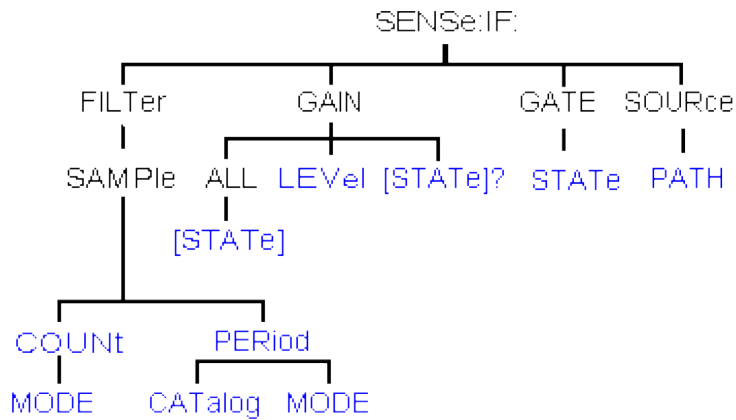 SENSe:IF:
FILTer GAIN GATE SOURce
SAMPle ALL LEVel [STATe]? STATe PATH
[STATe]
COUNt PERiod
MODE CATalog MODE